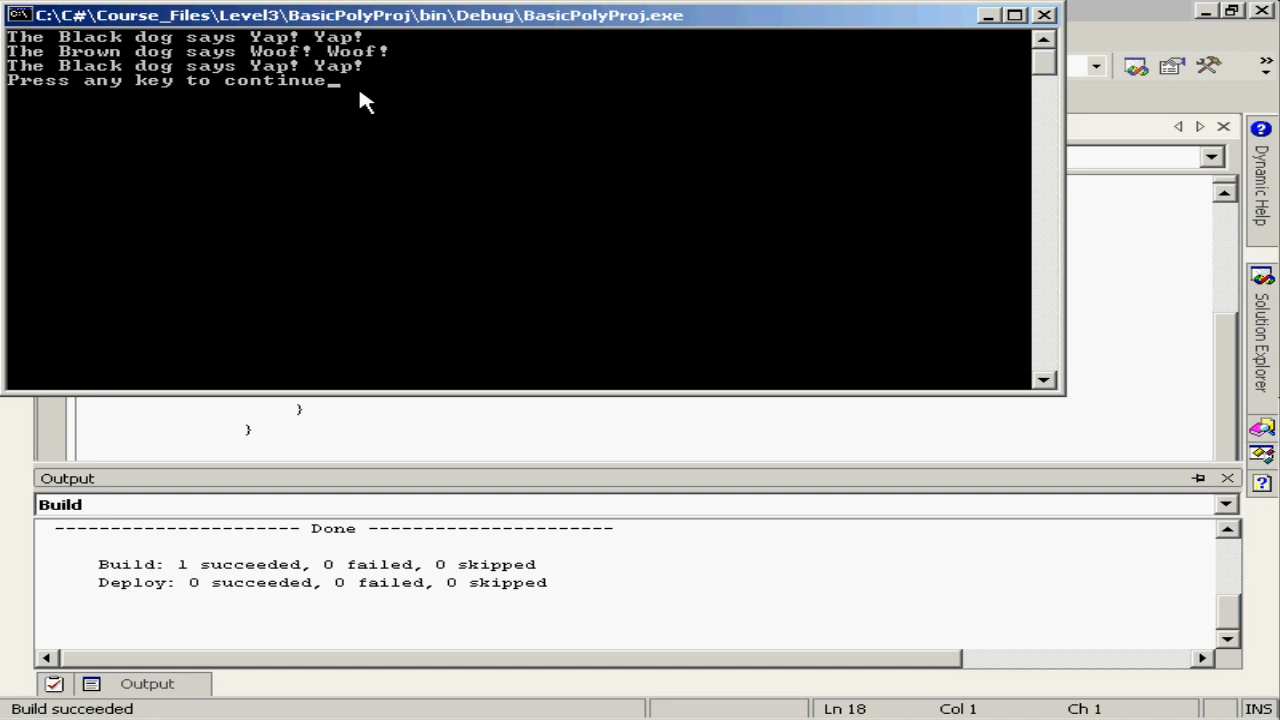 C:\C#\Course_Files\Level3\BasicPolyProj\bin\Debug\BasicPolyProj.exe
The Black dog says Yap! Yap!
The Brown dog says Woof! Woof!
The Black dog says Yap! Yap!
Press any key to continue_
Dynamic Help
Solution Explorer
}
}
Output
Build
---------------------- Done ----------------------
Build: 1 succeeded, 0 failed, 0 skipped
Deploy: 0 succeeded, 0 failed, 0 skipped
Output
Build succeeded
Ln 18
Col 1
Ch 1
INS